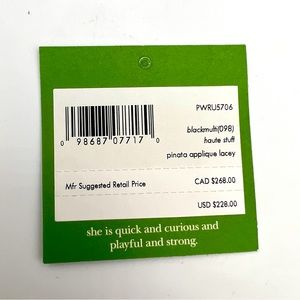 PWRU5706
0 98687 07717 0
blackmulti(098)
haute stuff
pinata applique lacey
Mfr Suggested Retail Price CAD $268.00
USD $228.00
she is quick and curious and
playful and strong.